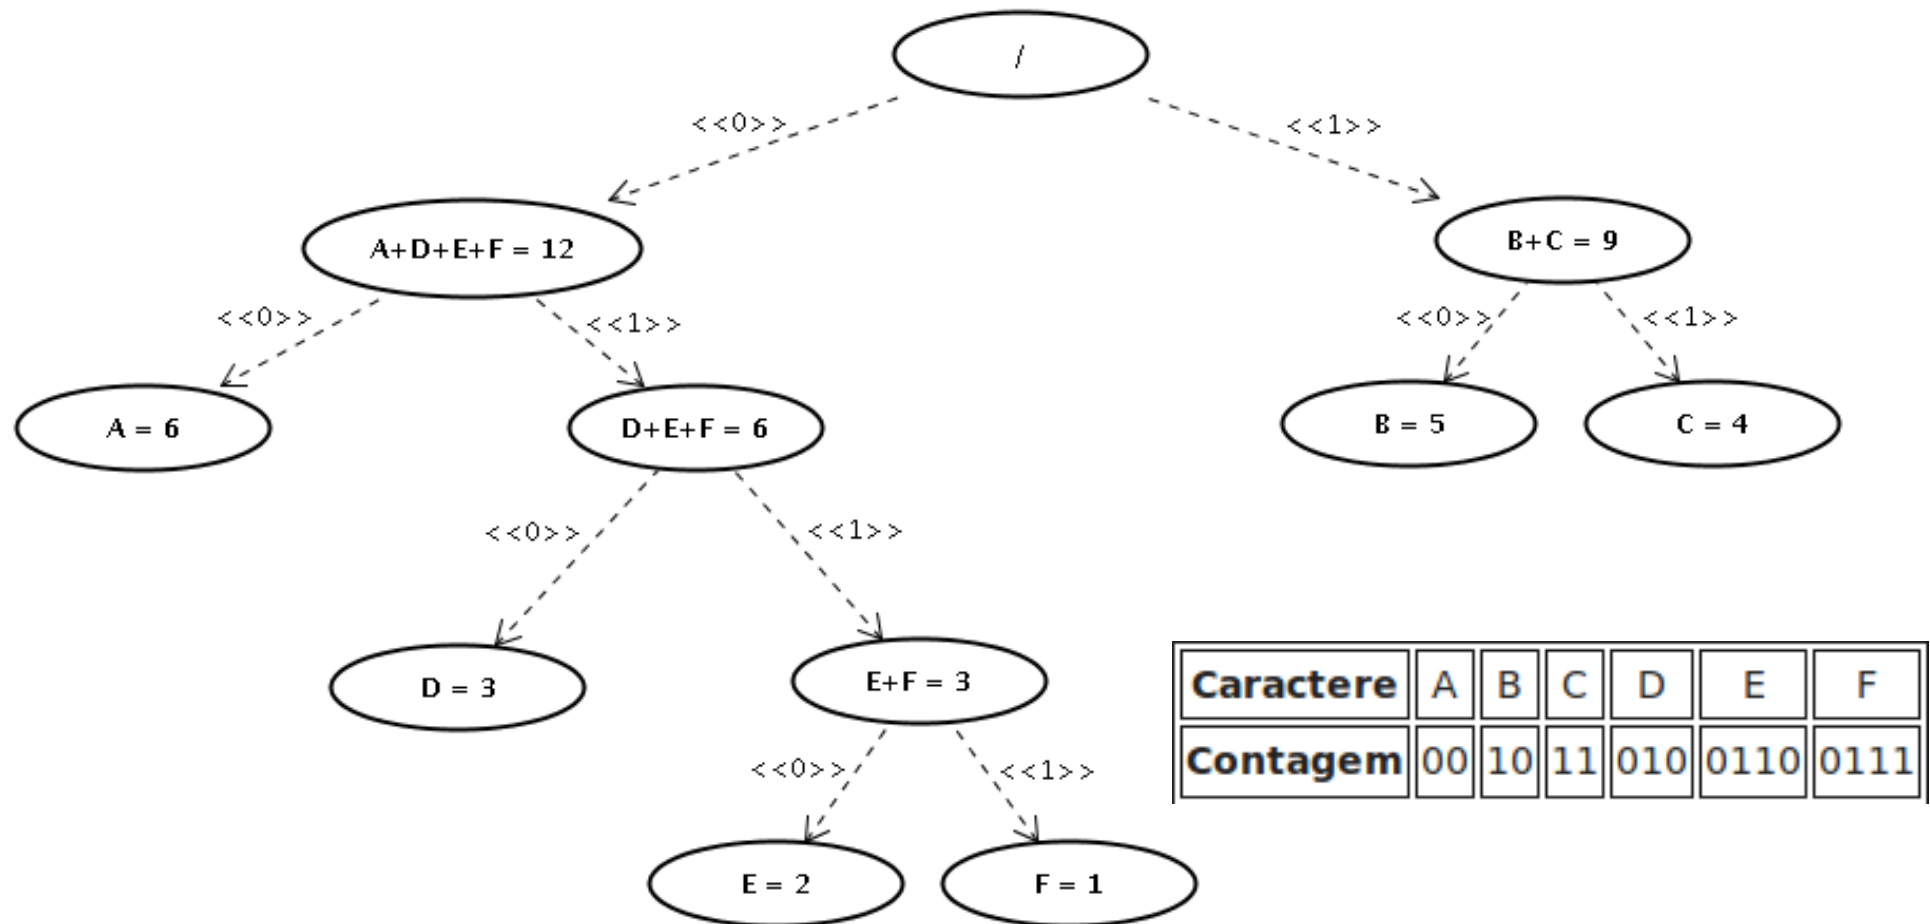 /
<<0>>
<<1>>
A+D+E+F = 12
B+C = 9
<<0>>
<<1>>
<<0>>
<<1>>
A = 6
D+E+F = 6
B = 5
C = 4
<<0>>
<<1>>
D = 3
E+F = 3
<<0>>
<<1>>
E = 2
F = 1
Caractere A B C D E F
Contagem 00 10 11 010 0110 0111